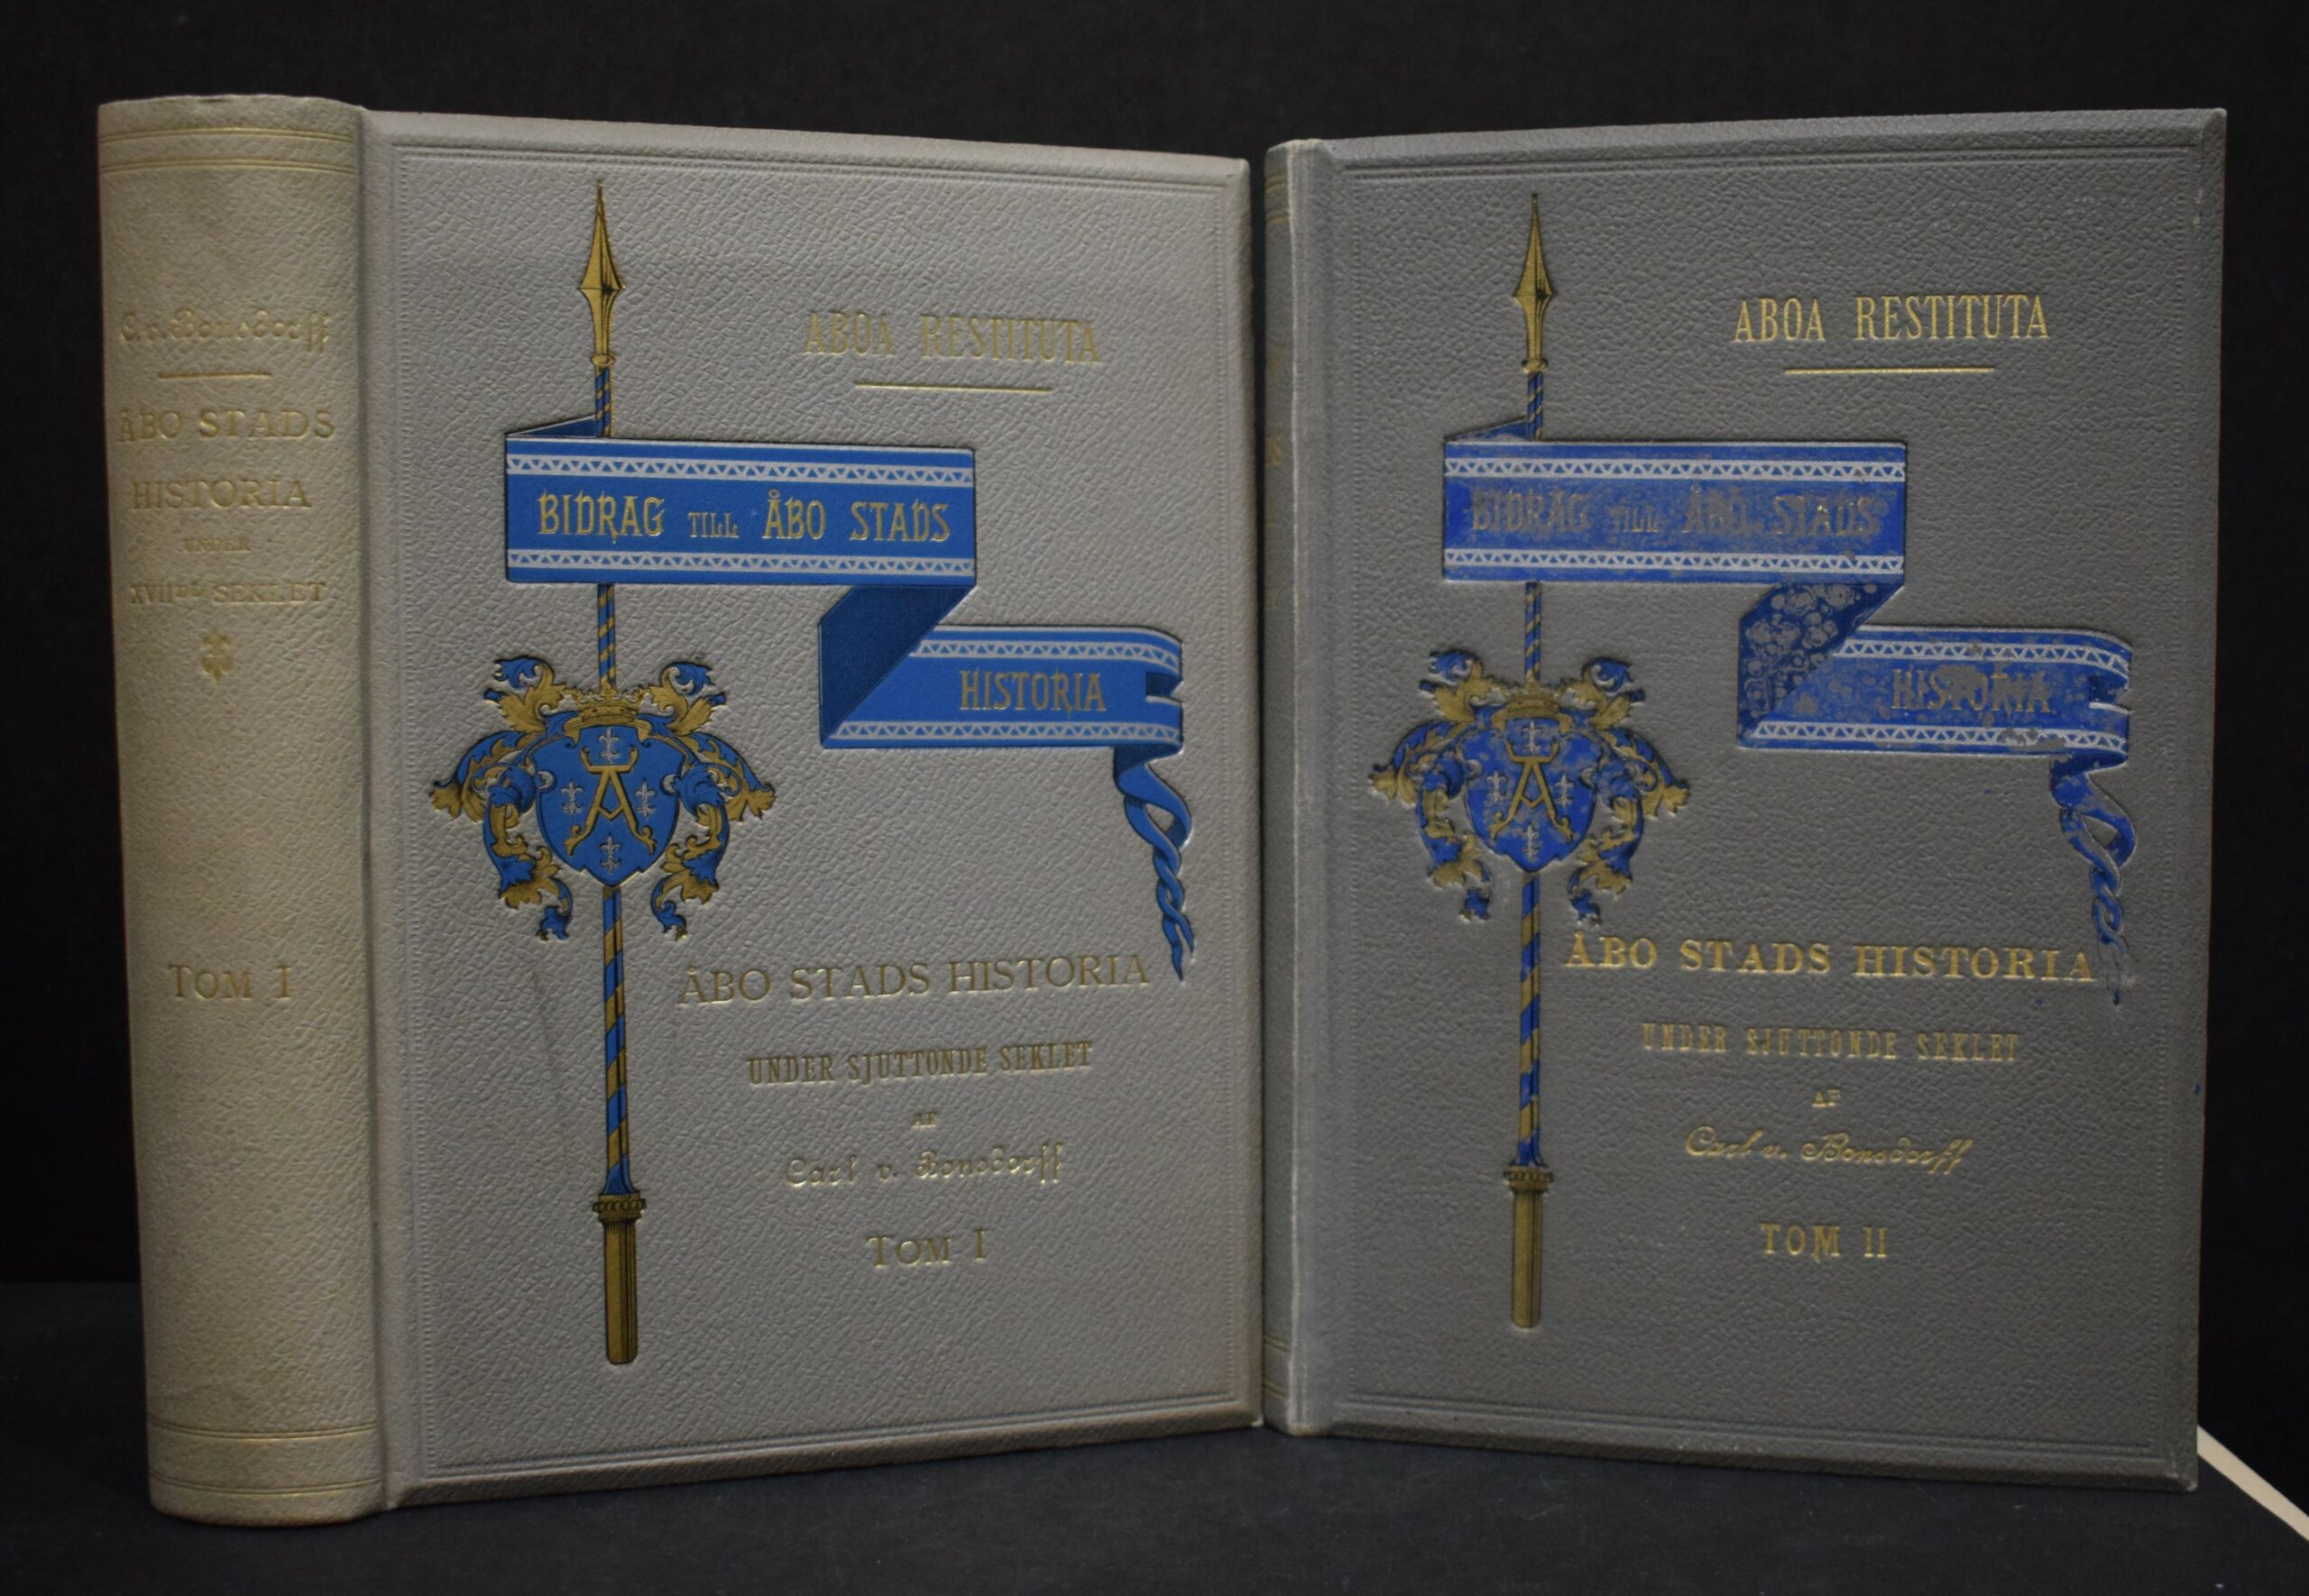 C. v. Bonsdorff
ÅBO STADS
HISTORIA
UNDER
XVIIDE SEKLET
TOM I
ABOA RESTITUTA
BIDRAG TILL ÅBO STADS
HISTORIA
A
ÅBO STADS HISTORIA
UNDER SJUTTONDE SEKLET
AF
Carl v. Bonsdorff
TOM I
ABOA RESTITUTA
BIDRAG TILL ÅBO STADS
HISTORIA
A
ÅBO STADS HISTORIA
UNDER SJUTTONDE SEKLET
AF
Carl v. Bonsdorff
TOM II